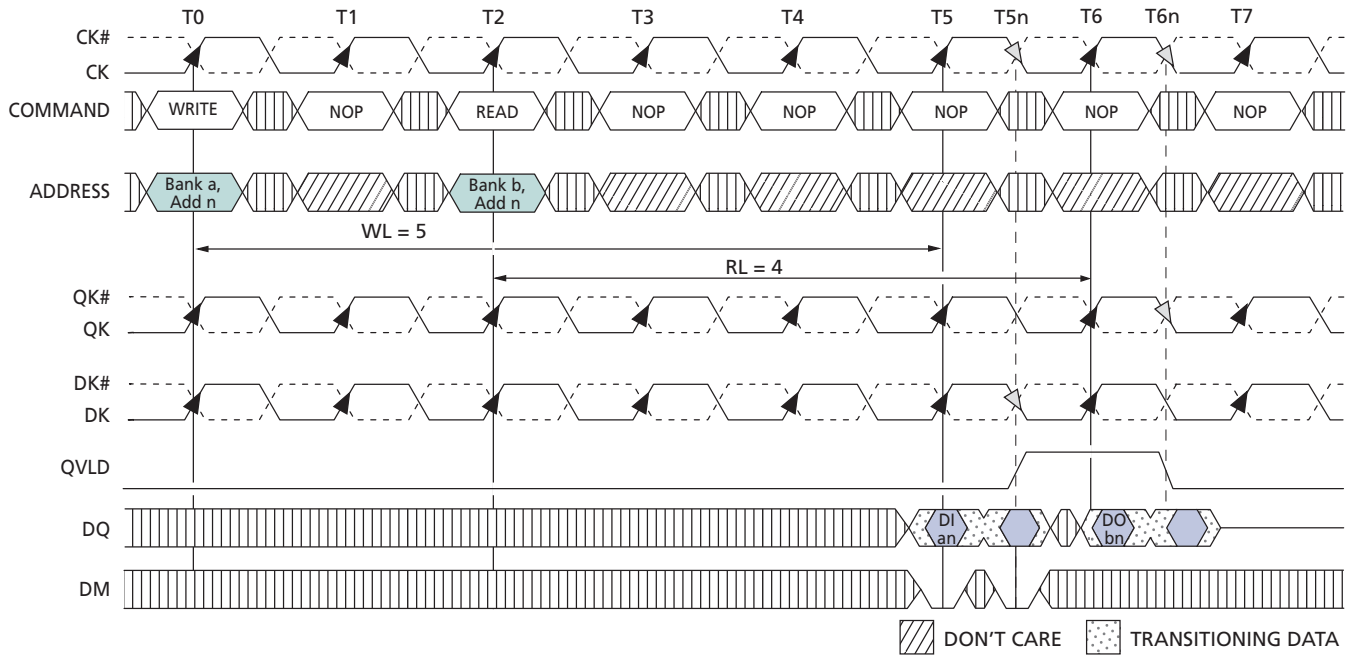 T0 T1 T2 T3 T4 T5 T5n T6 T6n T7
CK#
CK
COMMAND WRITE NOP READ NOP NOP NOP NOP NOP
ADDRESS Bank a, Add n Bank b, Add n
WL = 5
RL = 4
QK#
QK
DK#
DK
QVLD
DQ DI an DO bn
DM
DON'T CARE TRANSITIONING DATA